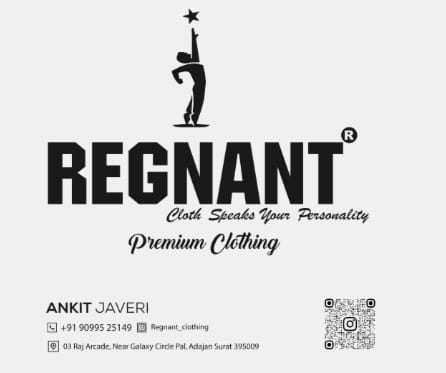 REGNANT®
Cloth Speaks Your Personality
Premium Clothing
ANKIT JAVERI
+91 90995 25149 Regnant_clothing
03 Raj Arcade, Near Galaxy Circle Pal, Adajan Surat 395009